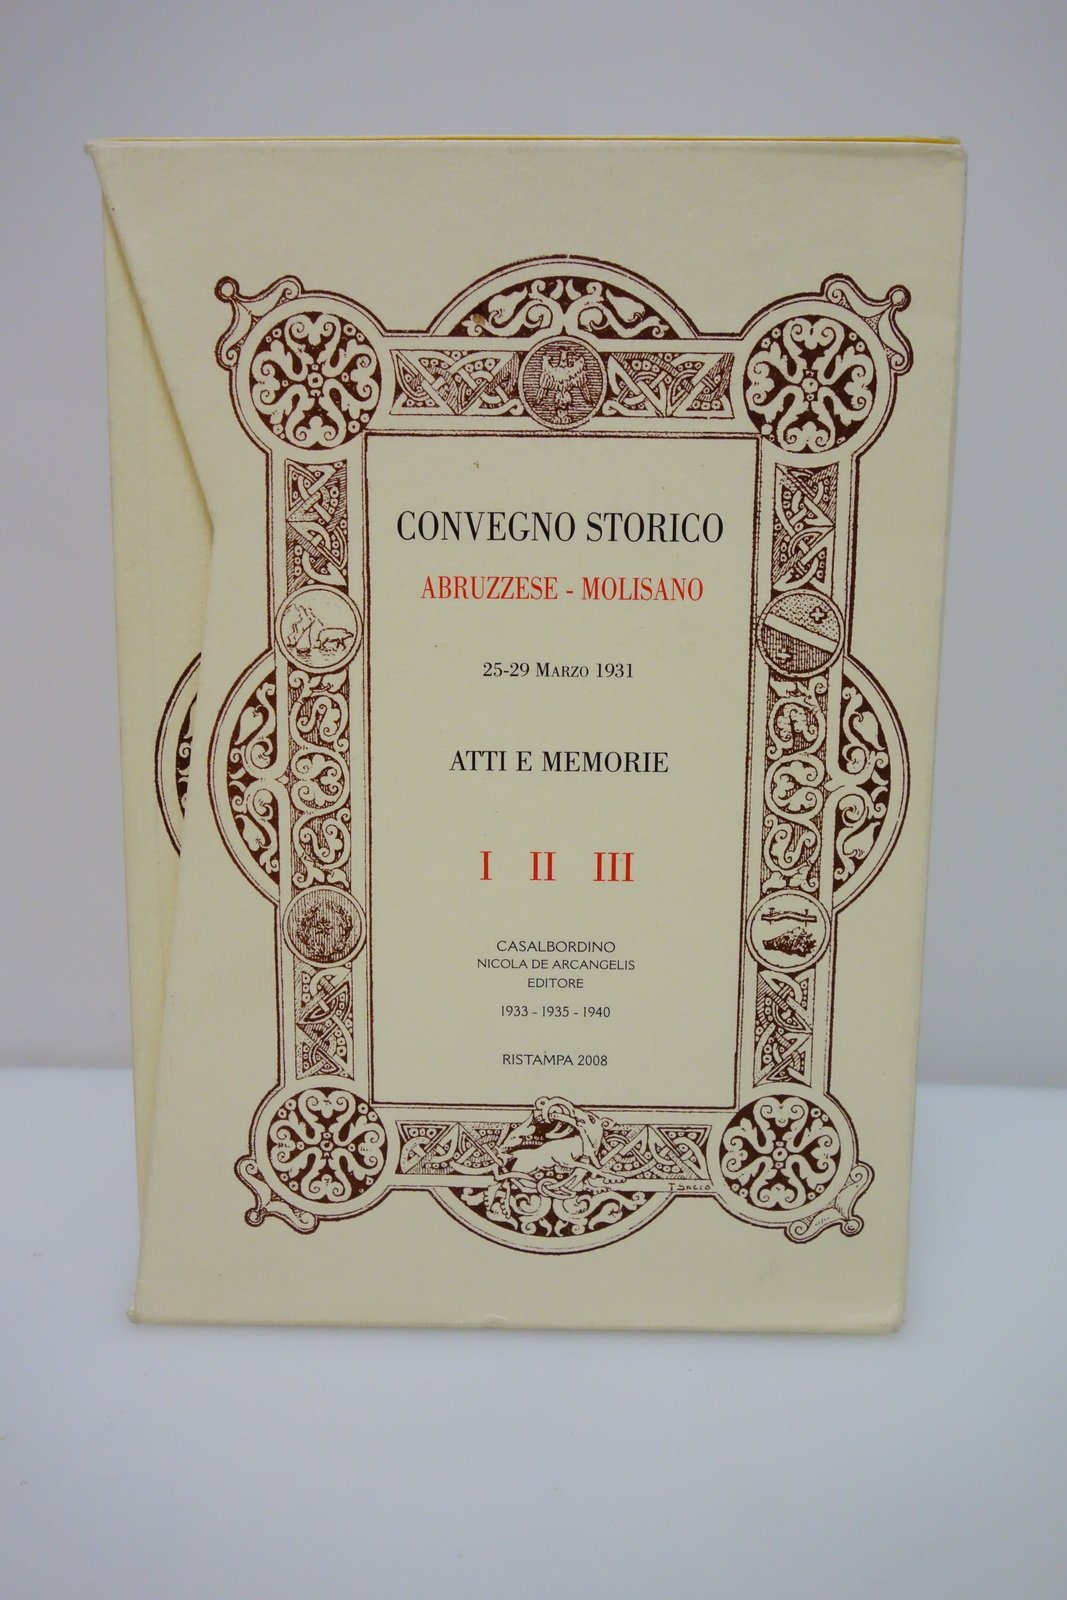 CONVEGNO STORICO
ABRUZZESE - MOLISANO
25-29 MARZO 1931
ATTI E MEMORIE
I II III
CASALBORDINO
NICOLA DE ARCANGELIS
EDITORE
1933 - 1935 - 1940
RISTAMPA 2008
T SACCO